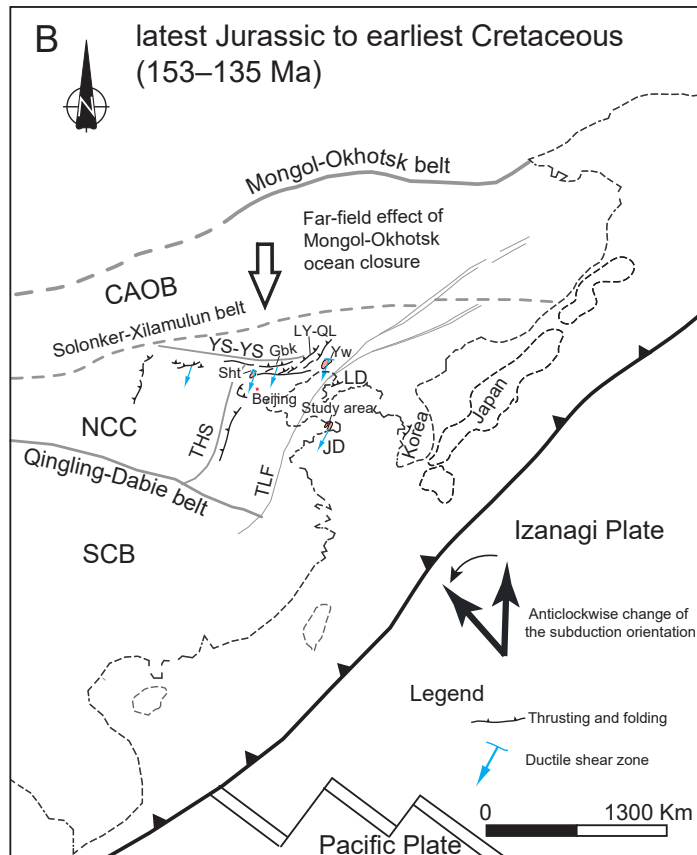 B
latest Jurassic to earliest Cretaceous
(153–135 Ma)
N
Mongol-Okhotsk belt
Far-field effect of
Mongol-Okhotsk
ocean closure
CAOB
Solonker-Xilamulun belt
YS-YS
Gbk
LY-QL
Yw
Sht
Beijing
LD
Study area
NCC
THS
TLF
JD
Korea
Japan
Qingling-Dabie belt
SCB
Izanagi Plate
Anticlockwise change of
the subduction orientation
Legend
Thrusting and folding
Ductile shear zone
0
1300 Km
Pacific Plate